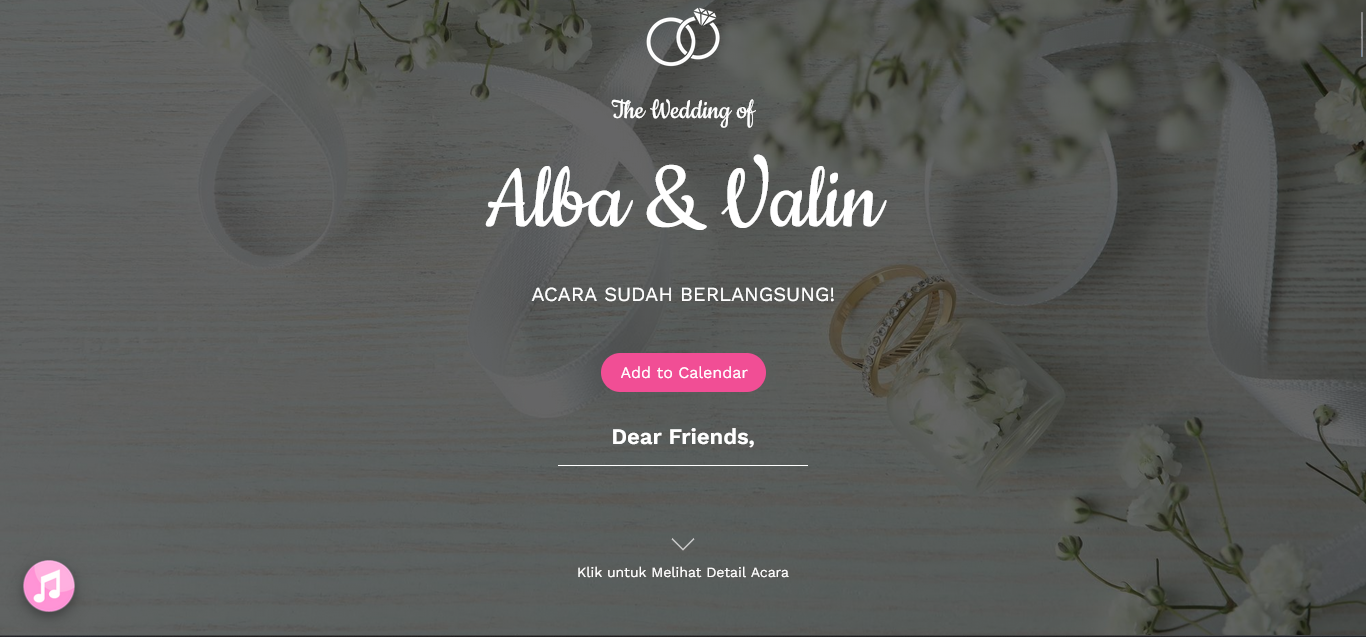 The Wedding of
Alba & Valin
ACARA SUDAH BERLANGSUNG!
Add to Calendar
Dear Friends,
Klik untuk Melihat Detail Acara